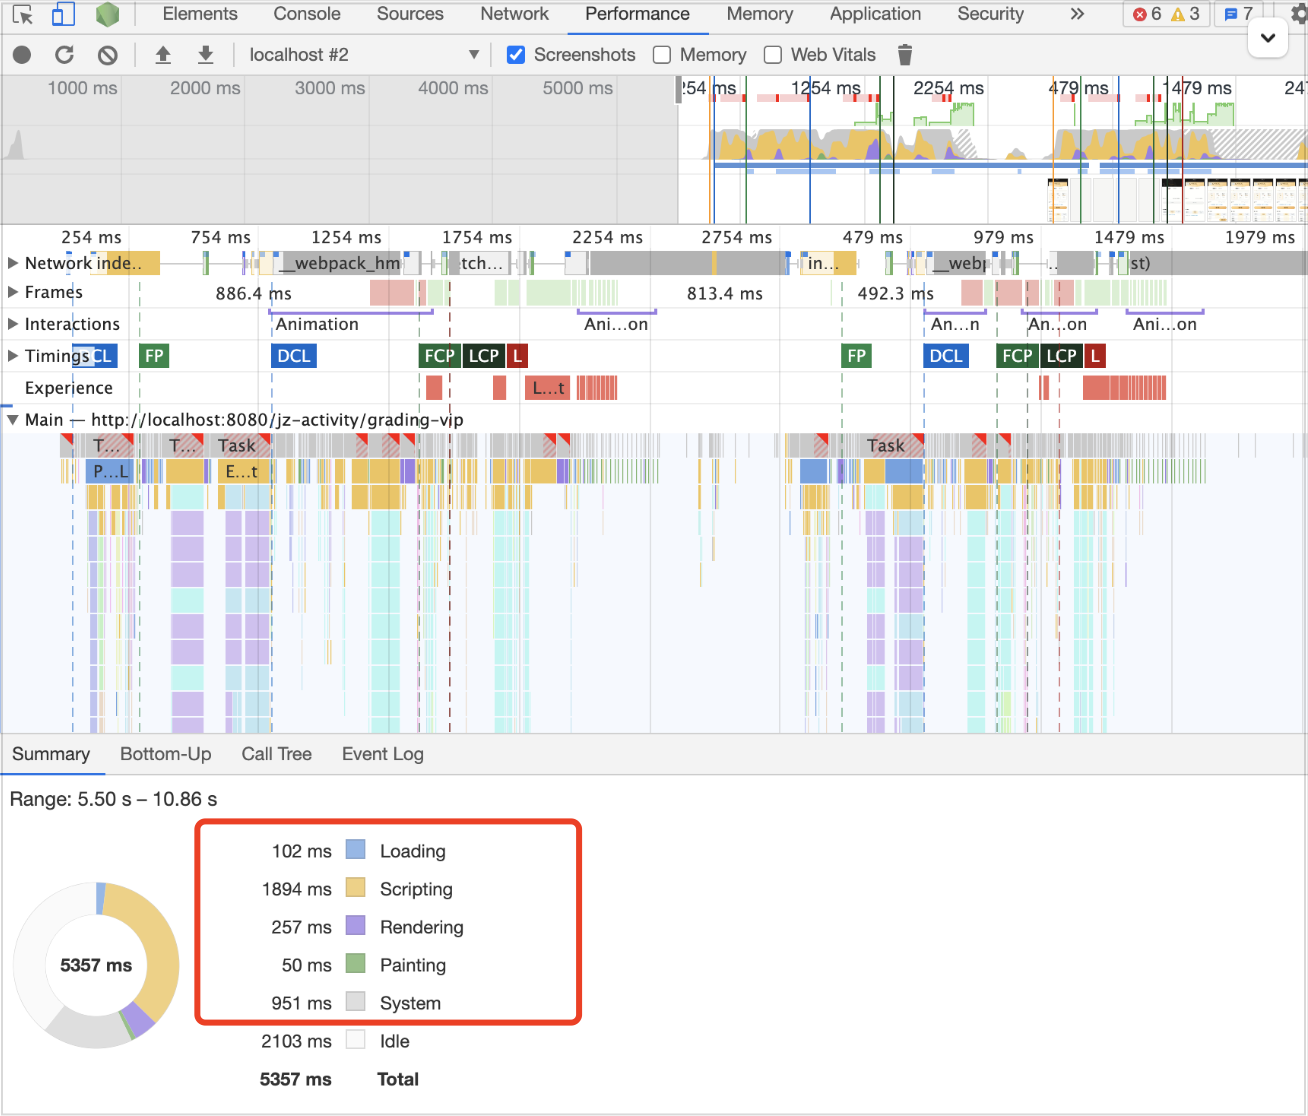 Elements Console Sources Network Performance Memory Application Security 6 3 7
localhost #2 Screenshots Memory Web Vitals
1000 ms 2000 ms 3000 ms 4000 ms 5000 ms 254 ms 1254 ms 2254 ms 479 ms 1479 ms 247
254 ms 754 ms 1254 ms 1754 ms 2254 ms 2754 ms 479 ms 979 ms 1479 ms 1979 ms
Network inde.. __webpack_hm tch... in... __webp ... st)
Frames 886.4 ms 813.4 ms 492.3 ms
Interactions Animation Ani...on An...n An...on Ani...on
Timings CL FP DCL FCP LCP L FP DCL FCP LCP L
Experience L...t
Main — http://localhost:8080/jz-activity/grading-vip
T... T... Task Task
P...L E...t
Summary Bottom-Up Call Tree Event Log
Range: 5.50 s – 10.86 s
102 ms Loading
1894 ms Scripting
257 ms Rendering
50 ms Painting
951 ms System
2103 ms Idle
5357 ms Total
5357 ms